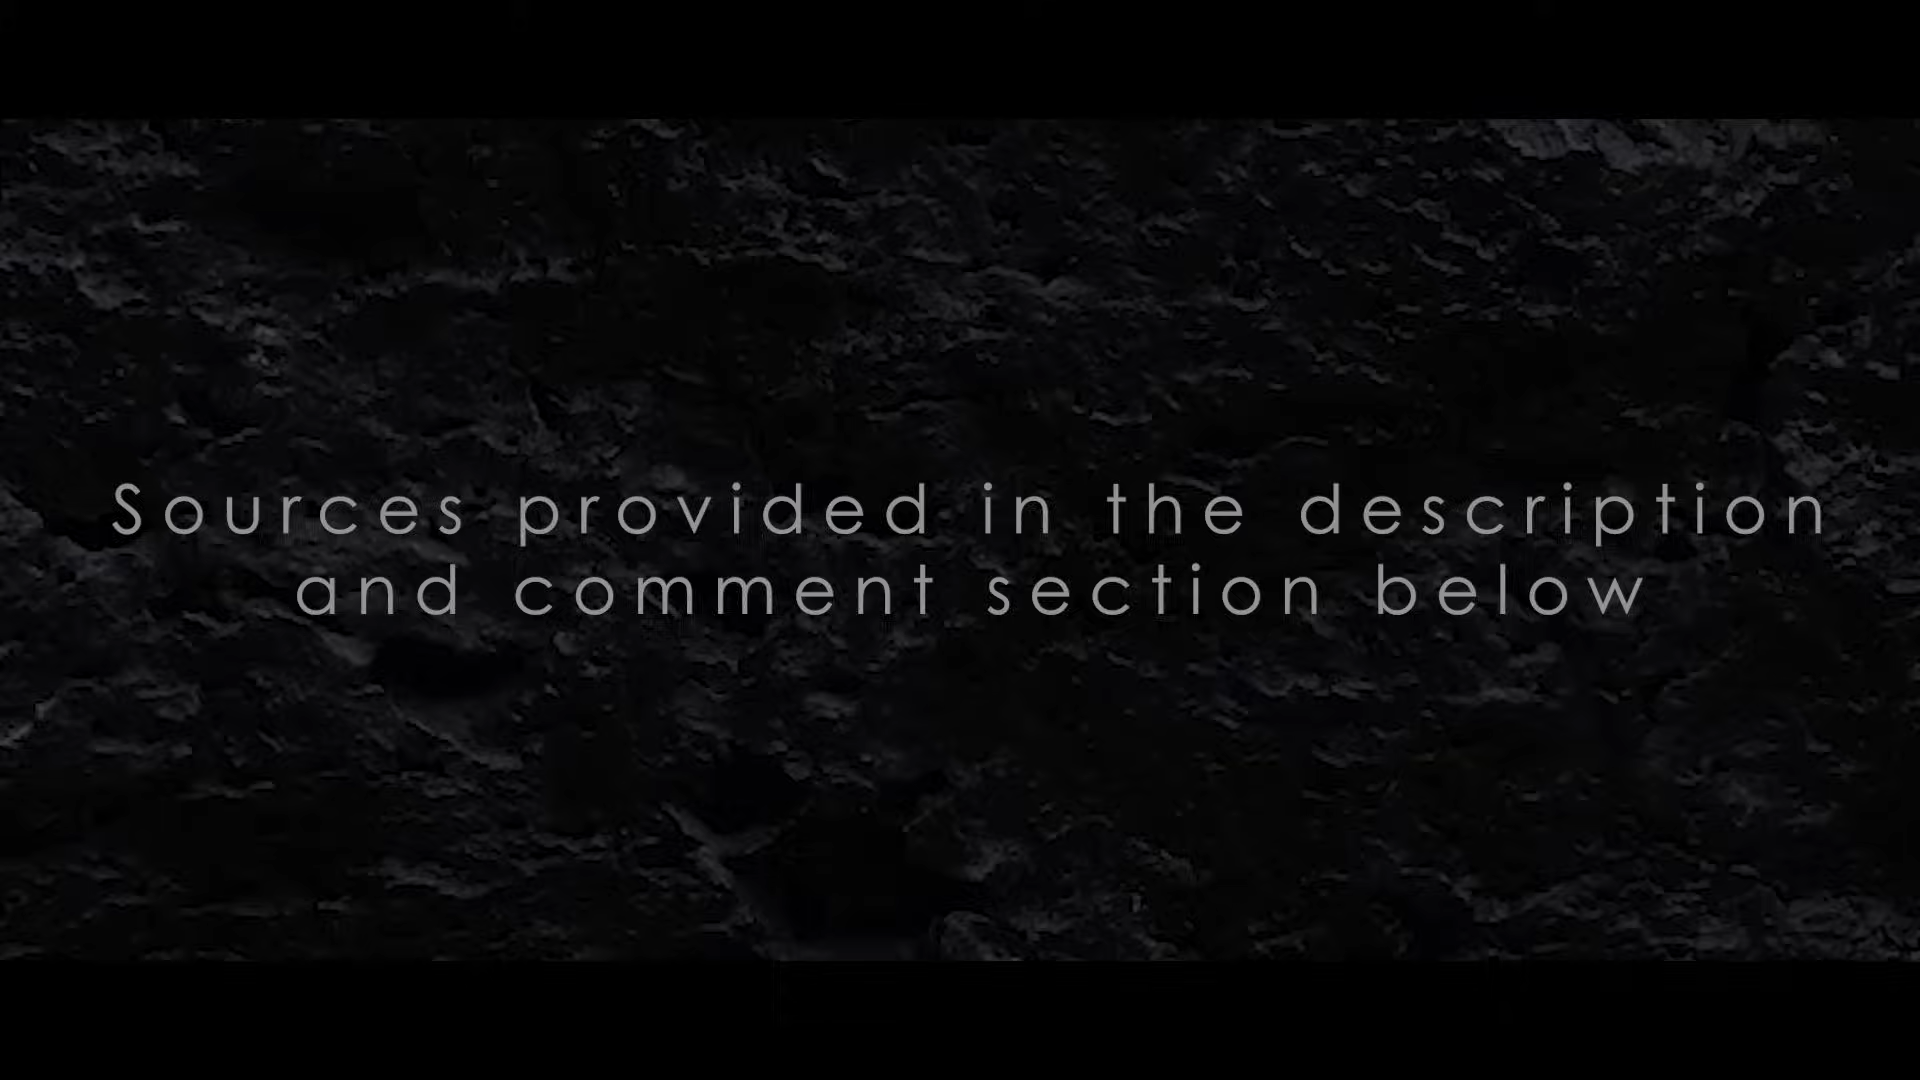 Sources provided in the description
and comment section below